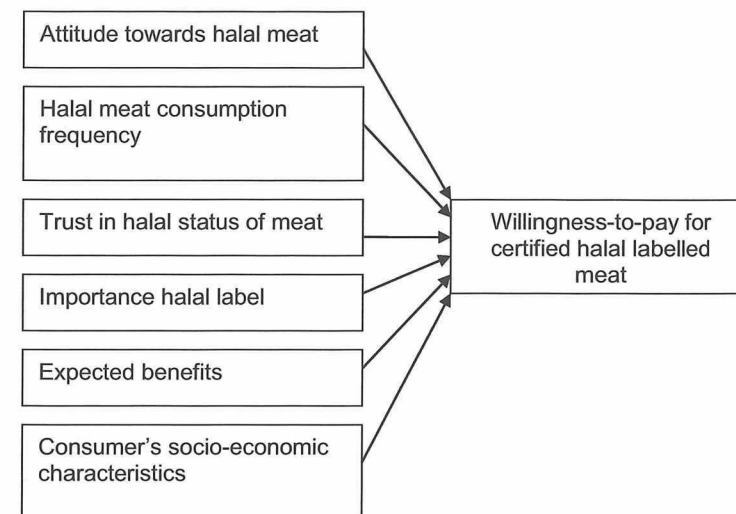 Attitude towards halal meat
Halal meat consumption
frequency
Trust in halal status of meat
Importance halal label
Expected benefits
Consumer's socio-economic
characteristics
Willingness-to-pay for
certified halal labelled
meat